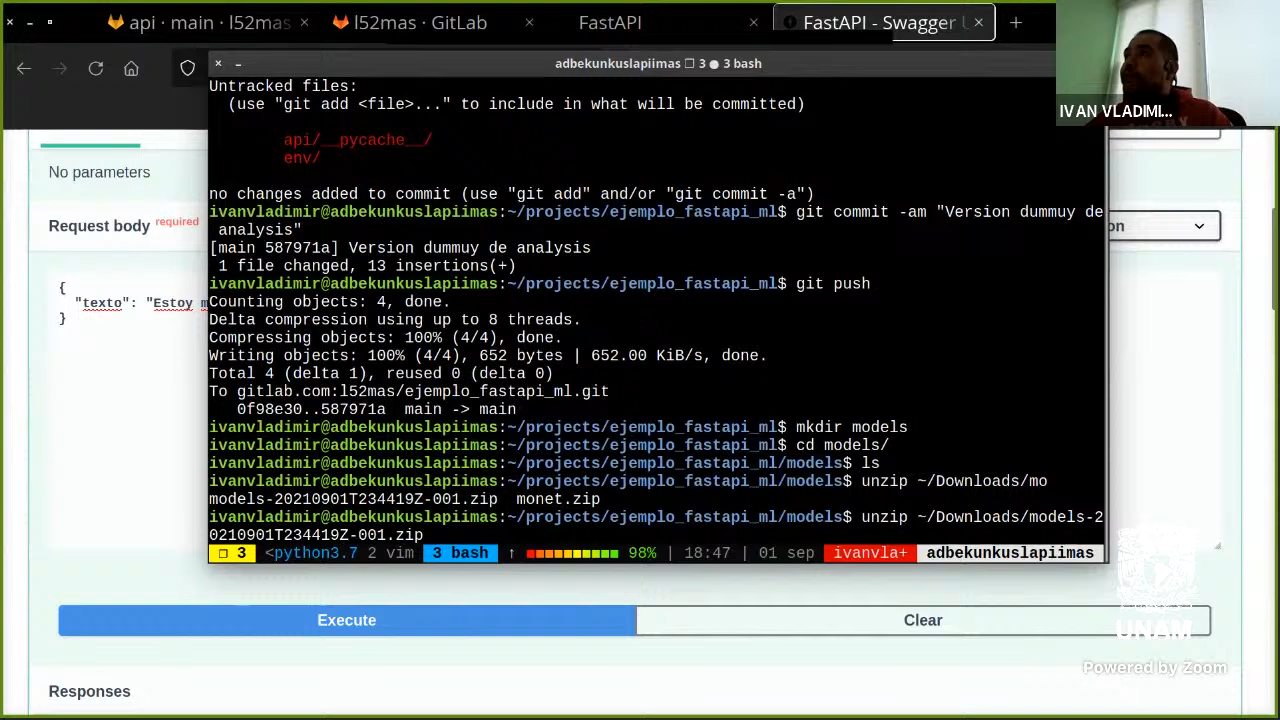 api · main · l52mas
l52mas · GitLab
FastAPI
FastAPI - Swagger U
adbekunkuslapiimas ❐ 3 ● 3 bash
IVAN VLADIMI...
Untracked files:
(use "git add <file>..." to include in what will be committed)
api/__pycache__/
env/
no changes added to commit (use "git add" and/or "git commit -a")
ivanvladimir@adbekunkuslapiimas:~/projects/ejemplo_fastapi_ml$ git commit -am "Version dummuy de
analysis"
[main 587971a] Version dummuy de analysis
1 file changed, 13 insertions(+)
ivanvladimir@adbekunkuslapiimas:~/projects/ejemplo_fastapi_ml$ git push
Counting objects: 4, done.
Delta compression using up to 8 threads.
Compressing objects: 100% (4/4), done.
Writing objects: 100% (4/4), 652 bytes | 652.00 KiB/s, done.
Total 4 (delta 1), reused 0 (delta 0)
To gitlab.com:l52mas/ejemplo_fastapi_ml.git
0f98e30..587971a  main -> main
ivanvladimir@adbekunkuslapiimas:~/projects/ejemplo_fastapi_ml$ mkdir models
ivanvladimir@adbekunkuslapiimas:~/projects/ejemplo_fastapi_ml$ cd models/
ivanvladimir@adbekunkuslapiimas:~/projects/ejemplo_fastapi_ml/models$ ls
ivanvladimir@adbekunkuslapiimas:~/projects/ejemplo_fastapi_ml/models$ unzip ~/Downloads/mo
models-20210901T234419Z-001.zip  monet.zip
ivanvladimir@adbekunkuslapiimas:~/projects/ejemplo_fastapi_ml/models$ unzip ~/Downloads/models-2
0210901T234419Z-001.zip
❐ 3 <python3.7 2 vim 3 bash ↑ 98% | 18:47 | 01 sep ivanvla+ adbekunkuslapiimas
No parameters
Request body required
on
{
"texto": "Estoy m
}
Execute
Clear
UNAM
Powered by Zoom
Responses